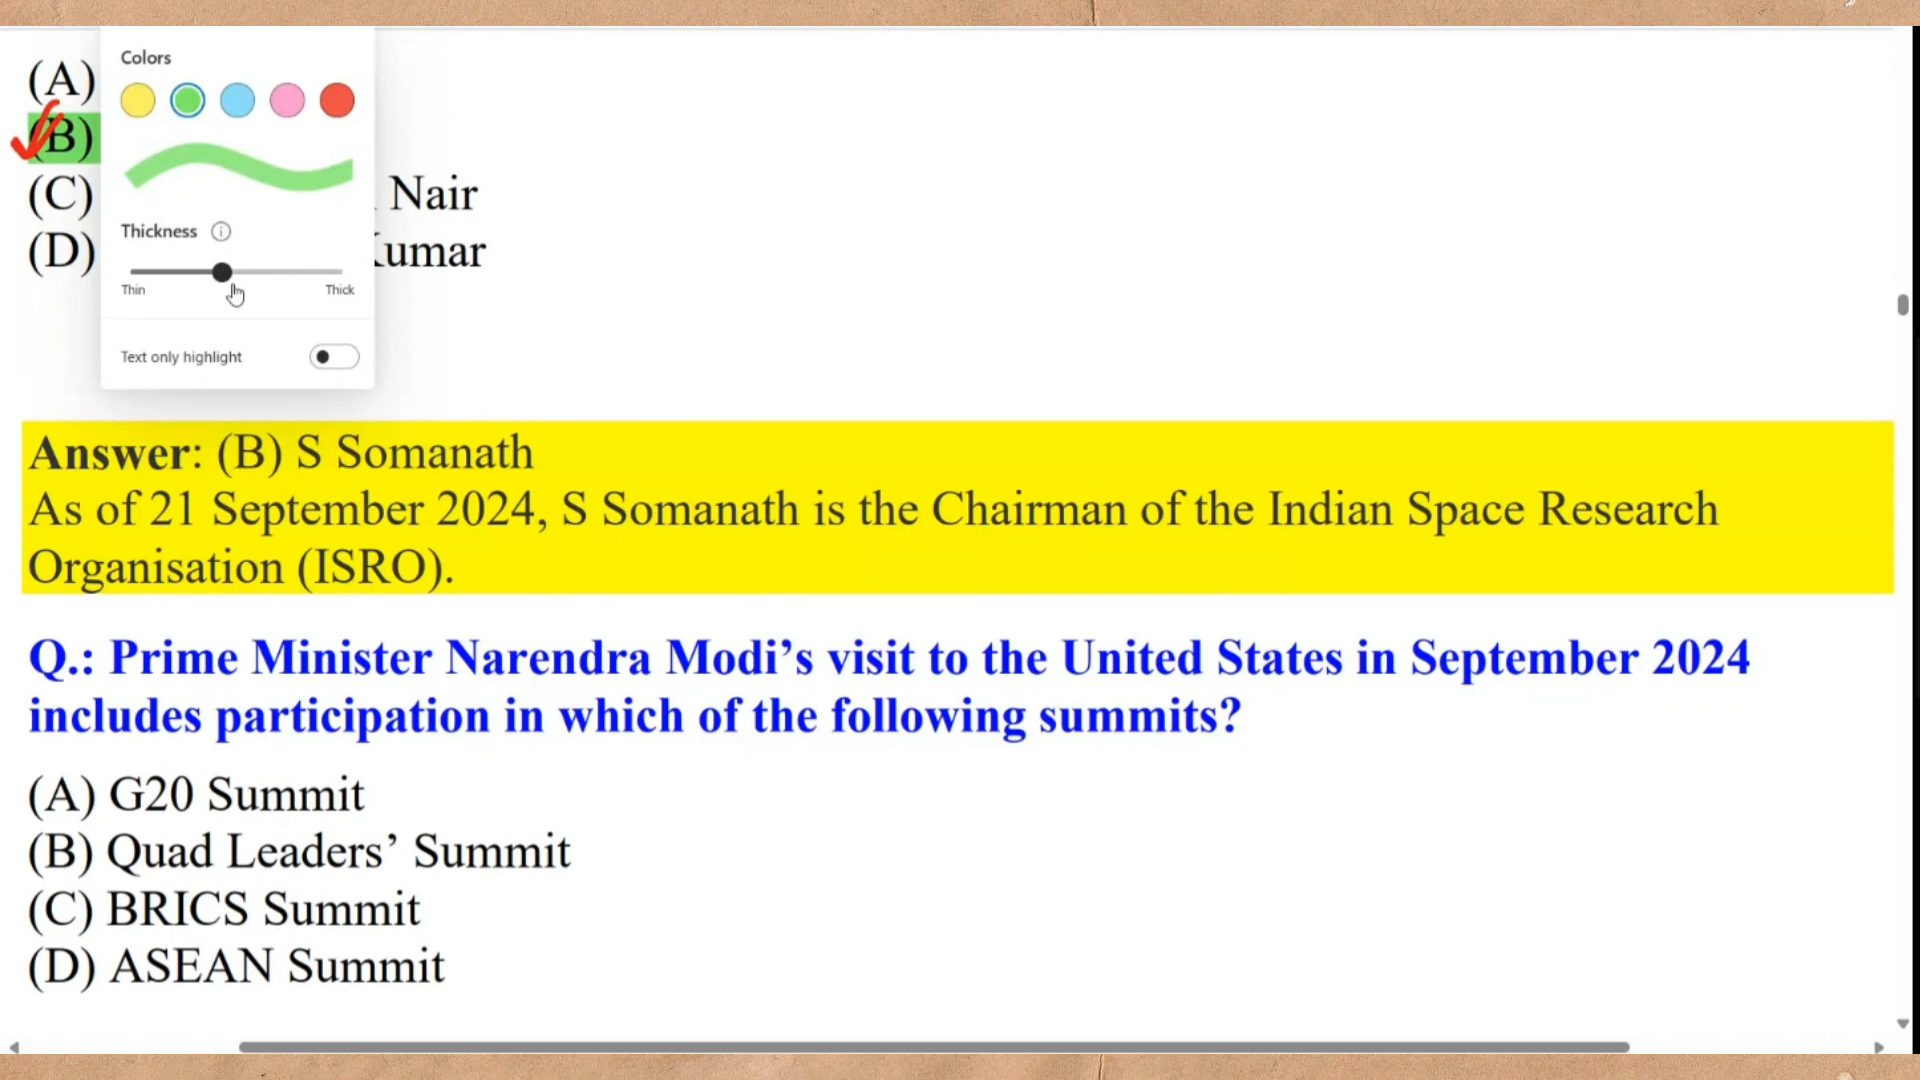 Colors
(A)
(B)
(C) Nair
(D) Kumar
Thickness
Thin Thick
Text only highlight
Answer: (B) S Somanath
As of 21 September 2024, S Somanath is the Chairman of the Indian Space Research
Organisation (ISRO).
Q.: Prime Minister Narendra Modi’s visit to the United States in September 2024
includes participation in which of the following summits?
(A) G20 Summit
(B) Quad Leaders’ Summit
(C) BRICS Summit
(D) ASEAN Summit